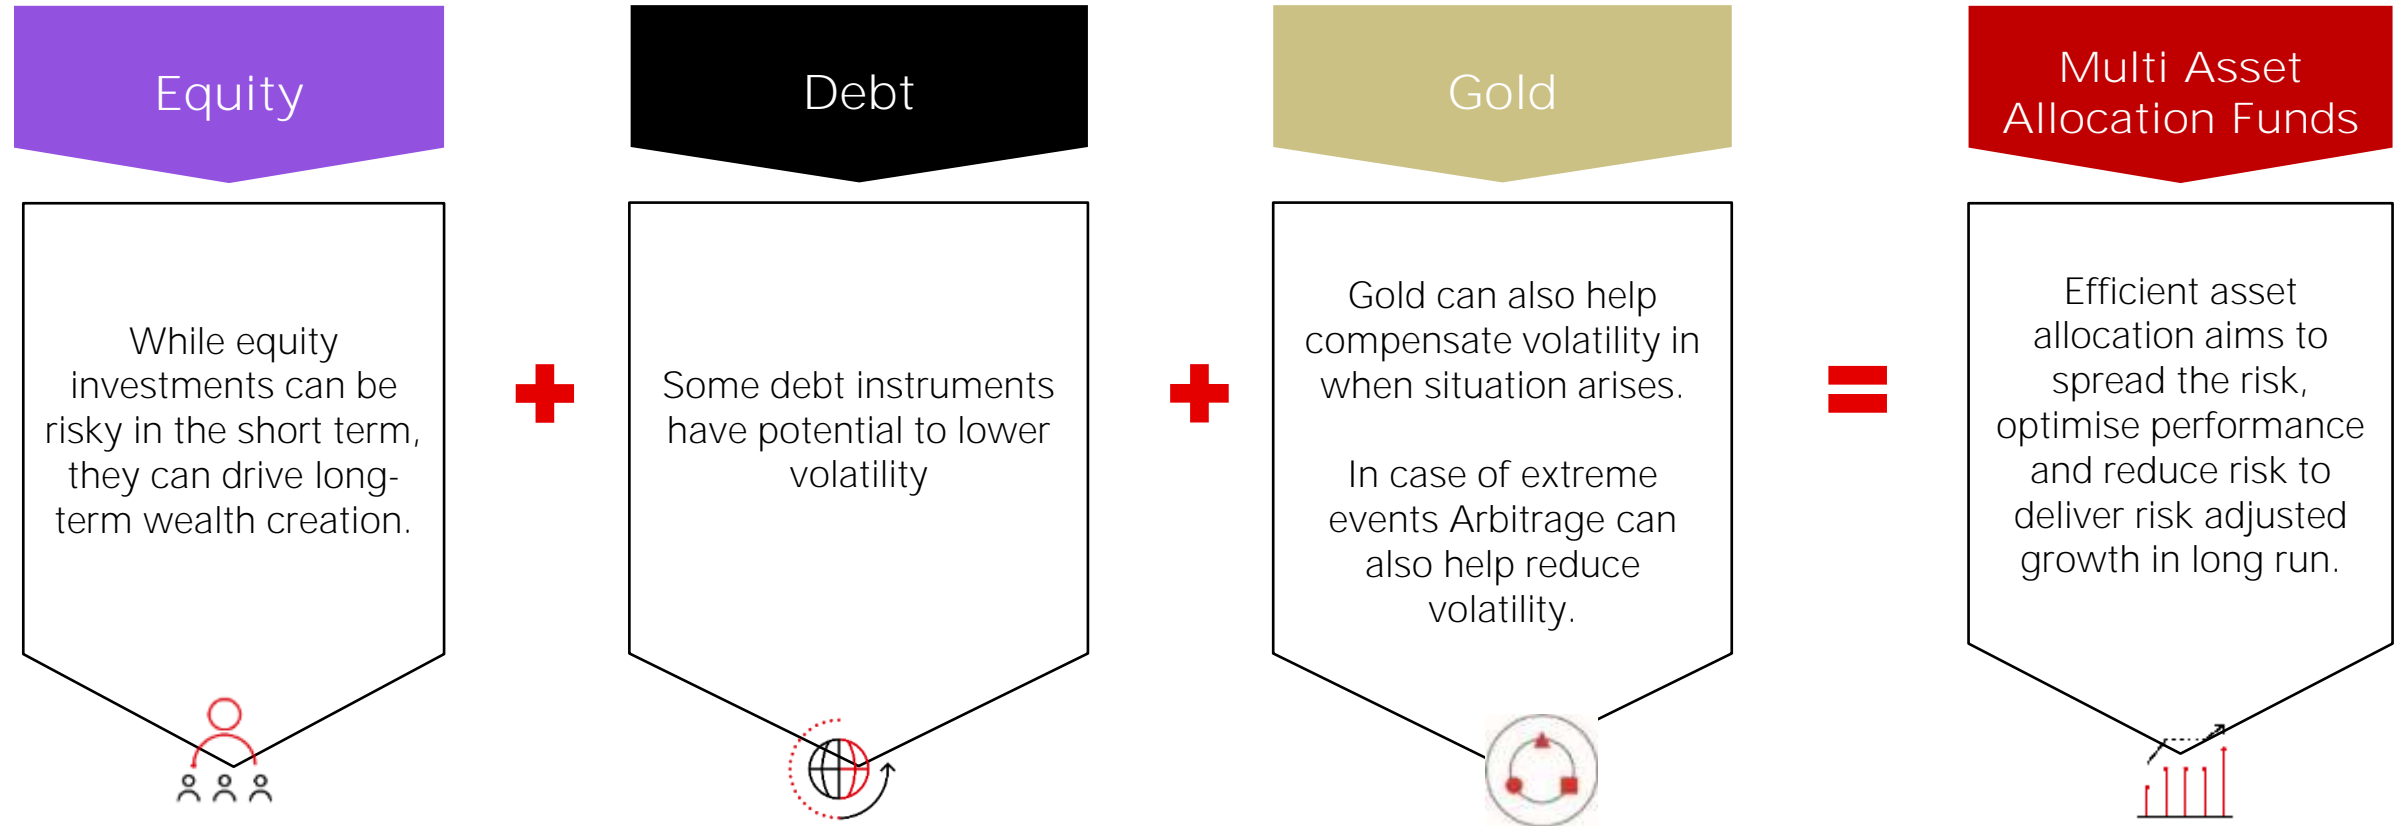 Equity
While equity
investments can be
risky in the short term,
they can drive long-
term wealth creation.
Debt
Some debt instruments
have potential to lower
volatility
Gold
Gold can also help
compensate volatility in
when situation arises.
In case of extreme
events Arbitrage can
also help reduce
volatility.
Multi Asset
Allocation Funds
Efficient asset
allocation aims to
spread the risk,
optimise performance
and reduce risk to
deliver risk adjusted
growth in long run.